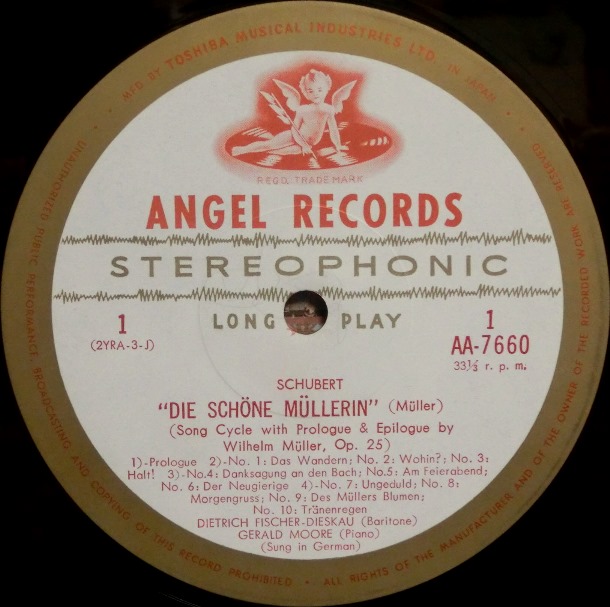 MFD BY TOSHIBA MUSICAL INDUSTRIES LTD. IN JAPAN
REGD. TRADE MARK
ANGEL RECORDS
STEREOPHONIC
LONG PLAY
1
(2YRA-3-J)
1
AA-7660
33⅓ r. p. m.
SCHUBERT
"DIE SCHÖNE MÜLLERIN" (Müller)
(Song Cycle with Prologue & Epilogue by
Wilhelm Müller, Op. 25)
1)-Prologue 2)-No. 1: Das Wandern; No. 2: Wohin?; No. 3:
Halt! 3)-No.4: Danksagung an den Bach; No.5: Am Feierabend;
No. 6: Der Neugierige 4)-No. 7: Ungeduld; No. 8:
Morgengruss; No. 9: Des Müllers Blumen;
No. 10: Tränenregen
DIETRICH FISCHER-DIESKAU (Baritone)
GERALD MOORE (Piano)
(Sung in German)
UNAUTHORIZED PUBLIC PERFORMANCE, BROADCASTING AND COPYING OF THIS RECORD PROHIBITED • ALL RIGHTS OF THE MANUFACTURER AND OF THE OWNER OF THE RECORDED WORK ARE RESERVED